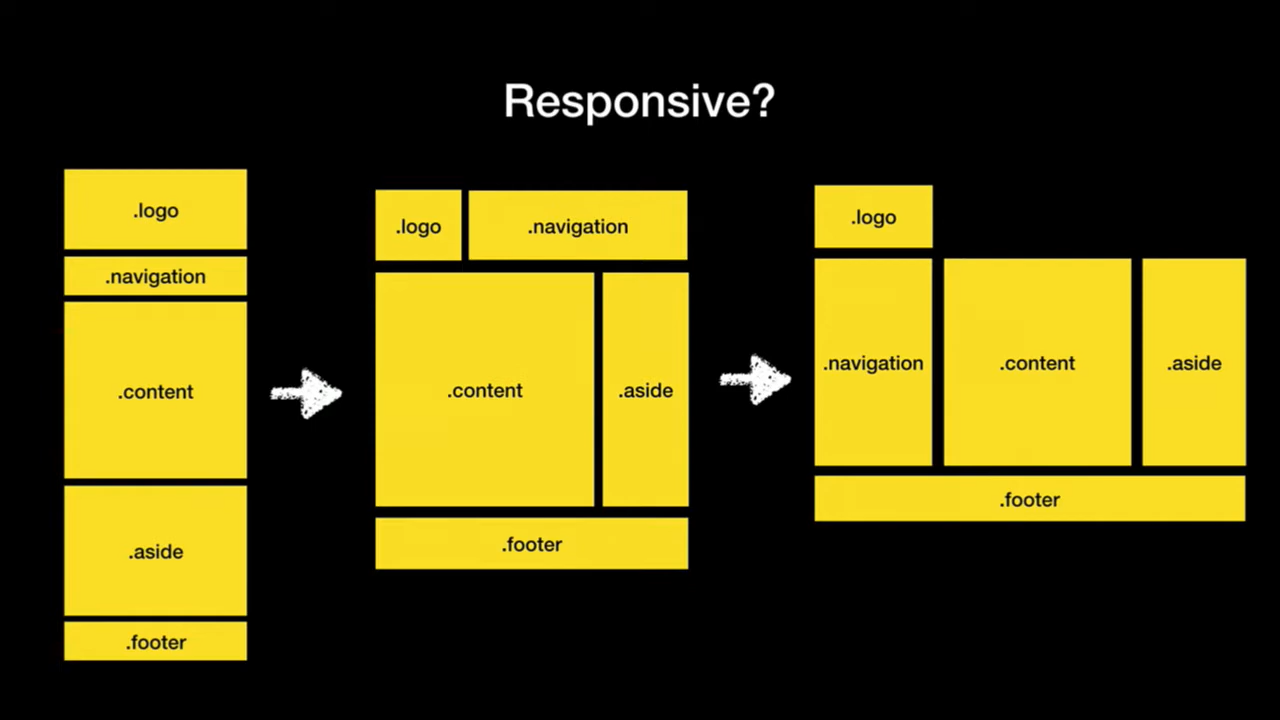 Responsive?
.logo
.navigation
.content
.aside
.footer
.logo
.navigation
.content
.aside
.footer
.logo
.navigation
.content
.aside
.footer